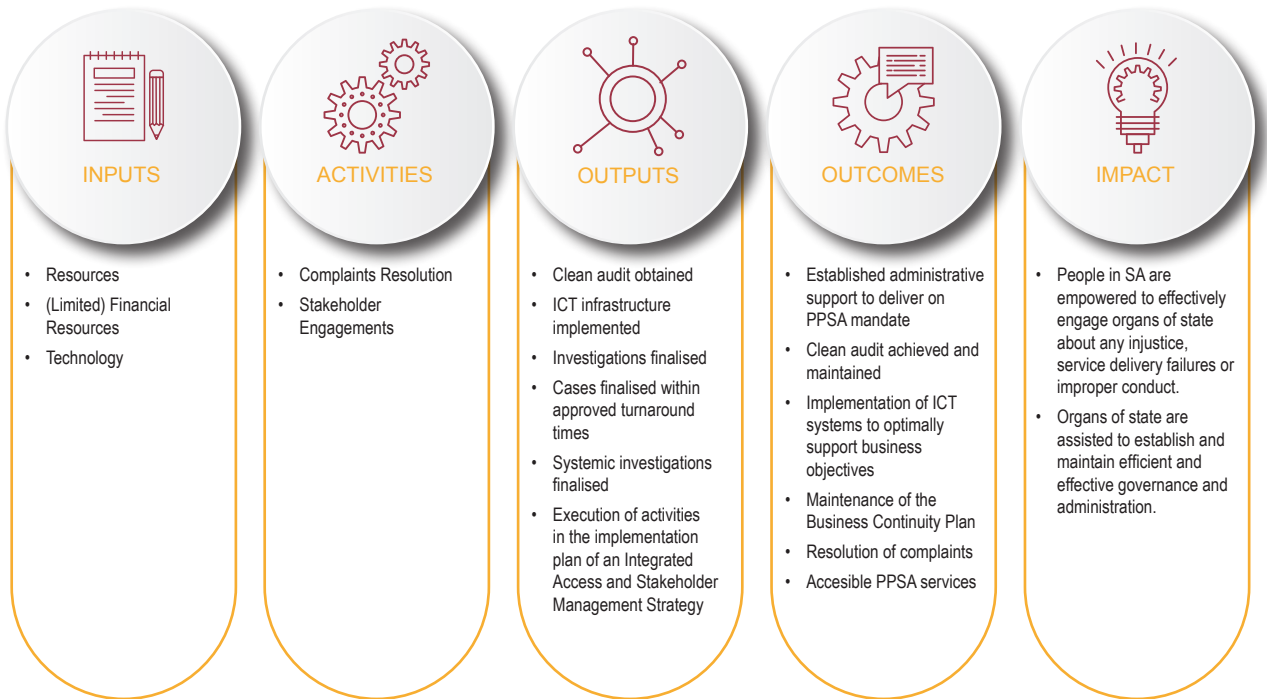 INPUTS
• Resources
• (Limited) Financial
Resources
• Technology
ACTIVITIES
• Complaints Resolution
• Stakeholder
Engagements
OUTPUTS
• Clean audit obtained
• ICT infrastructure
implemented
• Investigations finalised
• Cases finalised within
approved turnaround
times
• Systemic investigations
finalised
• Execution of activities
in the implementation
plan of an Integrated
Access and Stakeholder
Management Strategy
OUTCOMES
• Established administrative
support to deliver on
PPSA mandate
• Clean audit achieved and
maintained
• Implementation of ICT
systems to optimally
support business
objectives
• Maintenance of the
Business Continuity Plan
• Resolution of complaints
• Accesible PPSA services
IMPACT
• People in SA are
empowered to effectively
engage organs of state
about any injustice,
service delivery failures or
improper conduct.
• Organs of state are
assisted to establish and
maintain efficient and
effective governance and
administration.